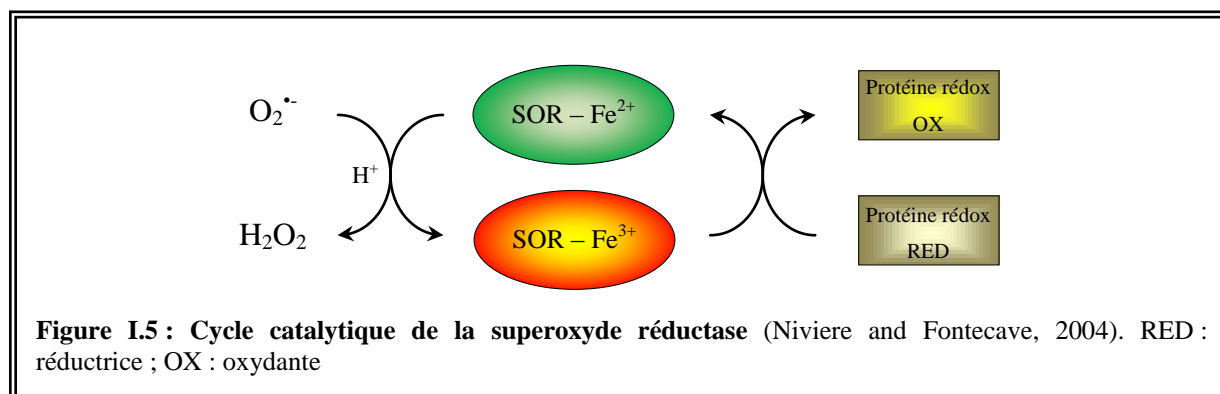 O₂•-
SOR – Fe²⁺
Protéine rédox
OX
H⁺
H₂O₂
SOR – Fe³⁺
Protéine rédox
RED
Figure I.5 : Cycle catalytique de la superoxyde réductase (Niviere and Fontecave, 2004). RED :
réductrice ; OX : oxydante